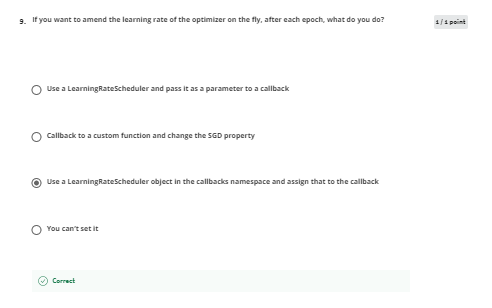 9. If you want to amend the learning rate of the optimizer on the fly, after each epoch, what do you do?
1 / 1 point
Use a LearningRateScheduler and pass it as a parameter to a callback
Callback to a custom function and change the SGD property
Use a LearningRateScheduler object in the callbacks namespace and assign that to the callback
You can't set it
Correct